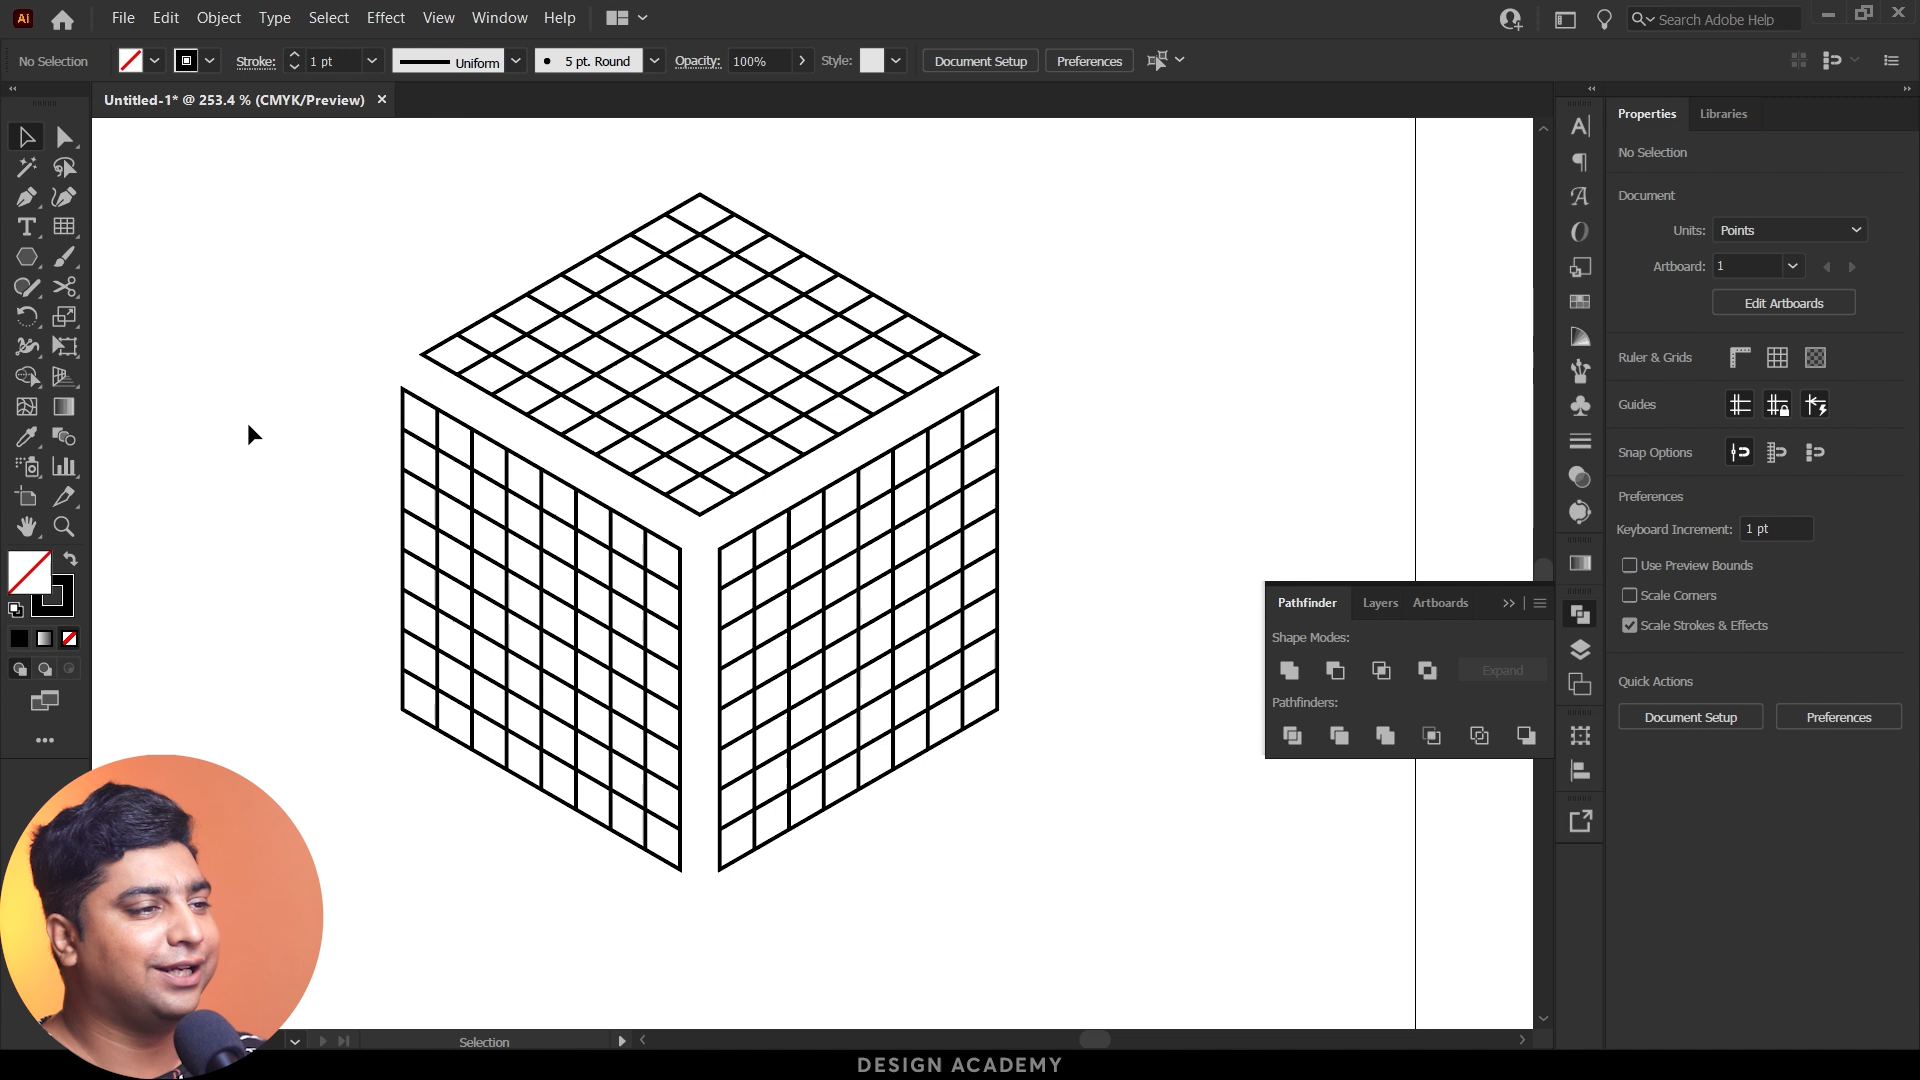 Ai File Edit Object Type Select Effect View Window Help Search Adobe Help
No Selection Stroke: 1 pt Uniform 5 pt. Round Opacity: 100% Style: Document Setup Preferences
Untitled-1* @ 253.4 % (CMYK/Preview)
Properties Libraries
No Selection
Document
Units: Points
Artboard: 1
Edit Artboards
Ruler & Grids
Guides
Snap Options
Preferences
Keyboard Increment: 1 pt
Use Preview Bounds
Scale Corners
Scale Strokes & Effects
Quick Actions
Document Setup Preferences
Pathfinder Layers Artboards
Shape Modes:
Expand
Pathfinders:
Selection
DESIGN ACADEMY